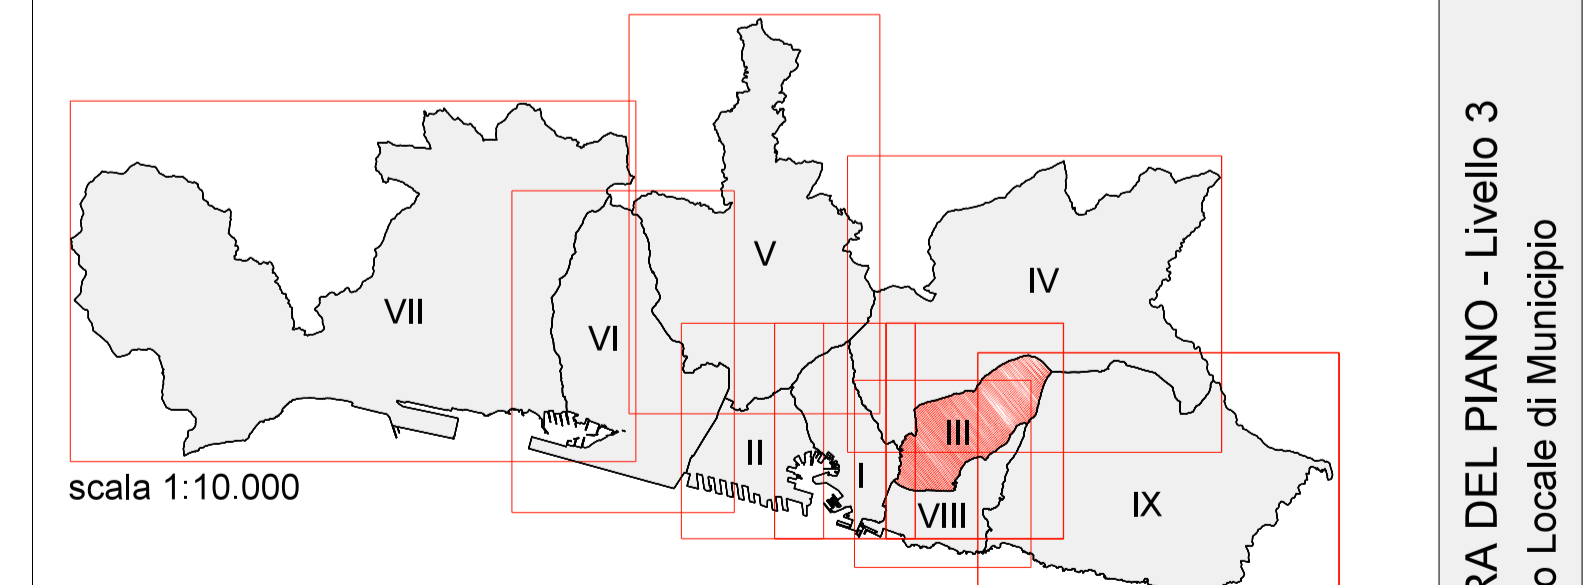 V
IV
VII
VI
III
II
I
VIII
IX
scala 1:10.000
RA DEL PIANO - Livello 3
o Locale di Municipio